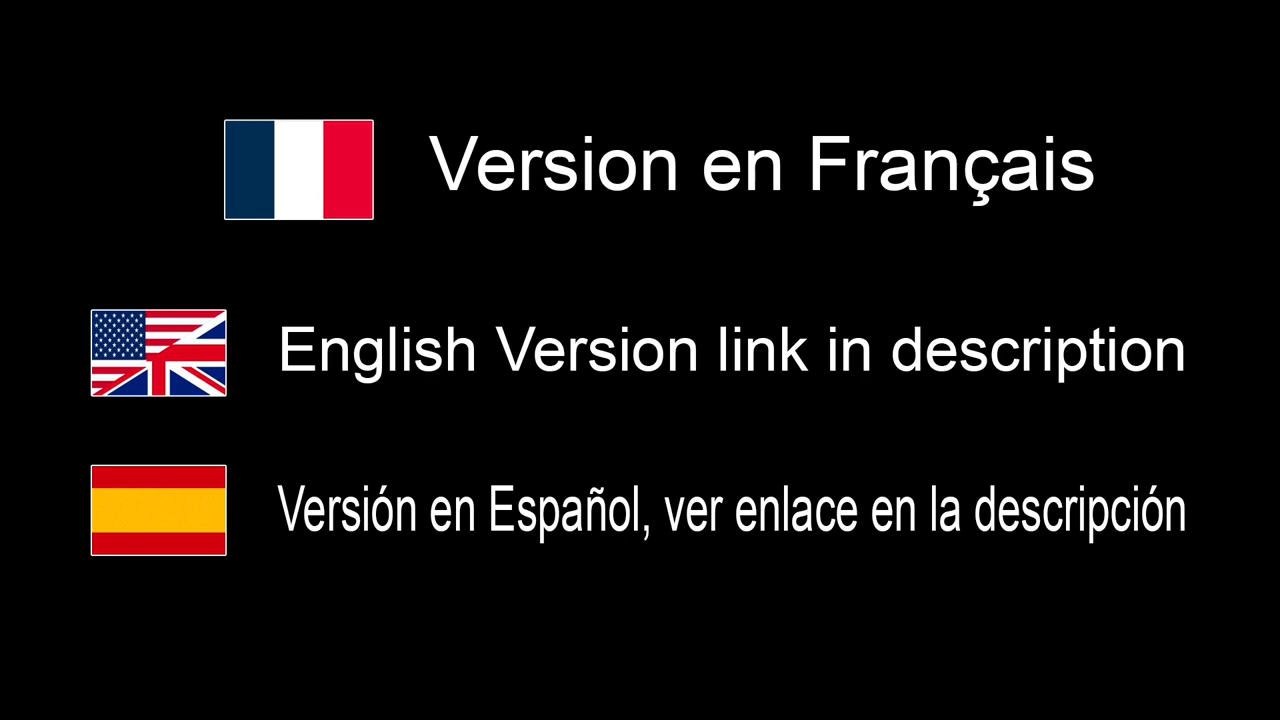 Version en Français
English Version link in description
Versión en Español, ver enlace en la descripción